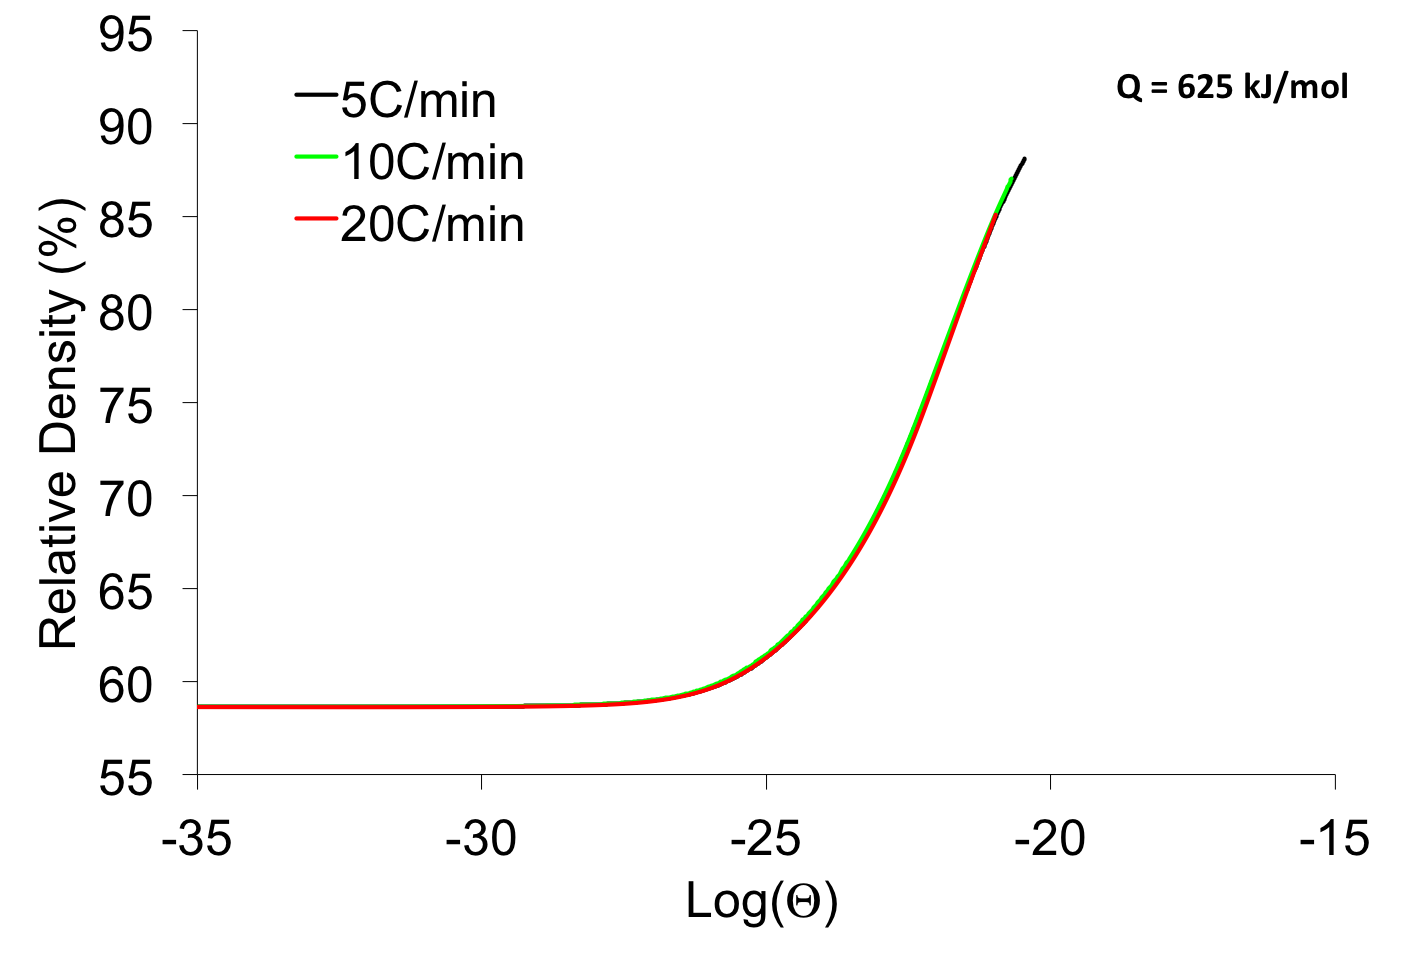 95
90
85
80
75
70
65
60
55
Relative Density (%)
5C/min
10C/min
20C/min
Q = 625 kJ/mol
-35 -30 -25 -20 -15
Log(Θ)